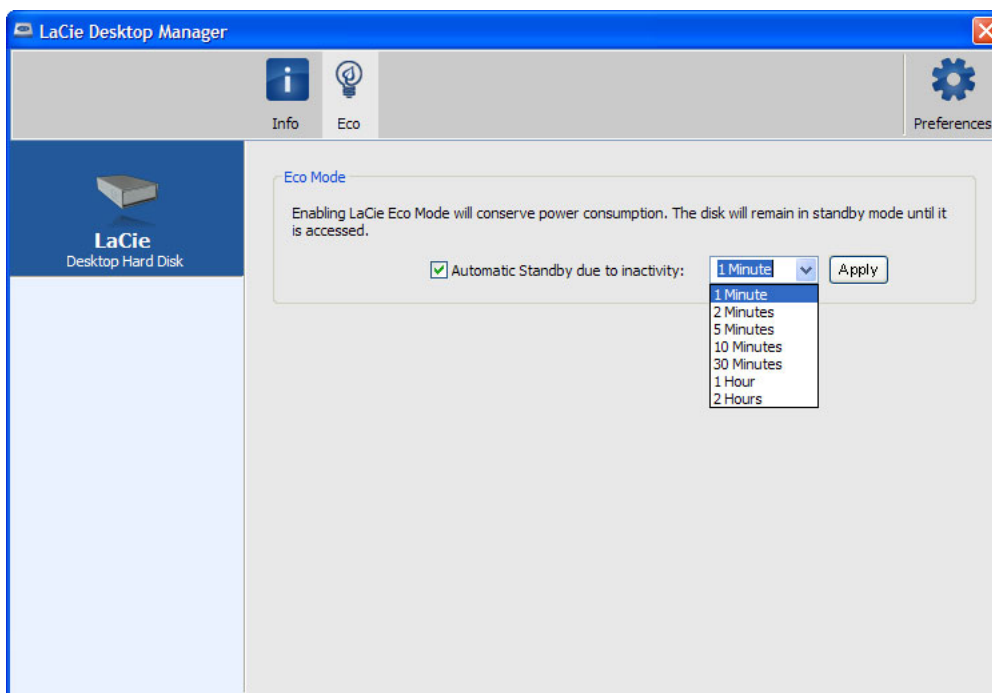 LaCie Desktop Manager
Info
Eco
Preferences
LaCie
Desktop Hard Disk
Eco Mode
Enabling LaCie Eco Mode will conserve power consumption. The disk will remain in standby mode until it
is accessed.
Automatic Standby due to inactivity:
1 Minute
Apply
1 Minute
2 Minutes
5 Minutes
10 Minutes
30 Minutes
1 Hour
2 Hours